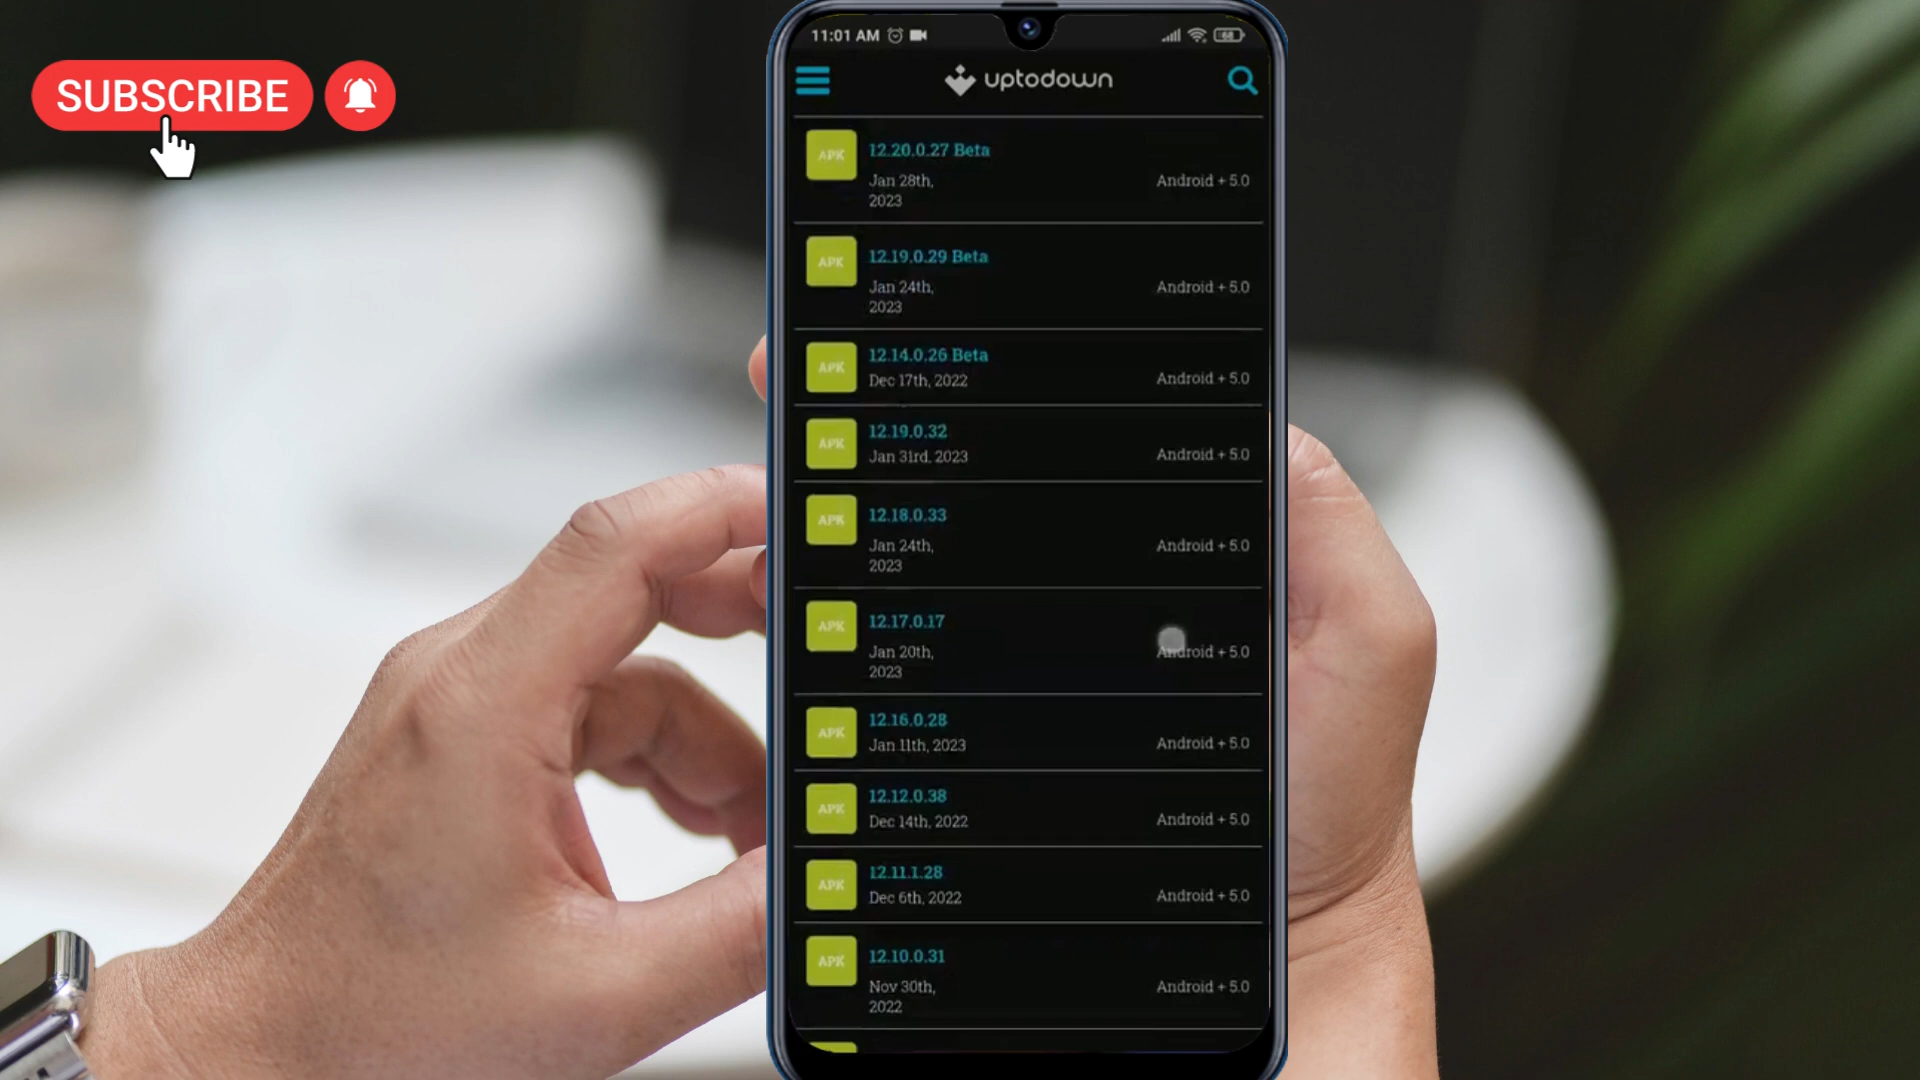 SUBSCRIBE
11:01 AM
68
uptodown
APK
12.20.0.27 Beta
Jan 28th,
2023
Android + 5.0
APK
12.19.0.29 Beta
Jan 24th,
2023
Android + 5.0
APK
12.14.0.26 Beta
Dec 17th, 2022
Android + 5.0
APK
12.19.0.32
Jan 31rd, 2023
Android + 5.0
APK
12.18.0.33
Jan 24th,
2023
Android + 5.0
APK
12.17.0.17
Jan 20th,
2023
Android + 5.0
APK
12.16.0.28
Jan 11th, 2023
Android + 5.0
APK
12.12.0.38
Dec 14th, 2022
Android + 5.0
APK
12.11.1.28
Dec 6th, 2022
Android + 5.0
APK
12.10.0.31
Nov 30th,
2022
Android + 5.0